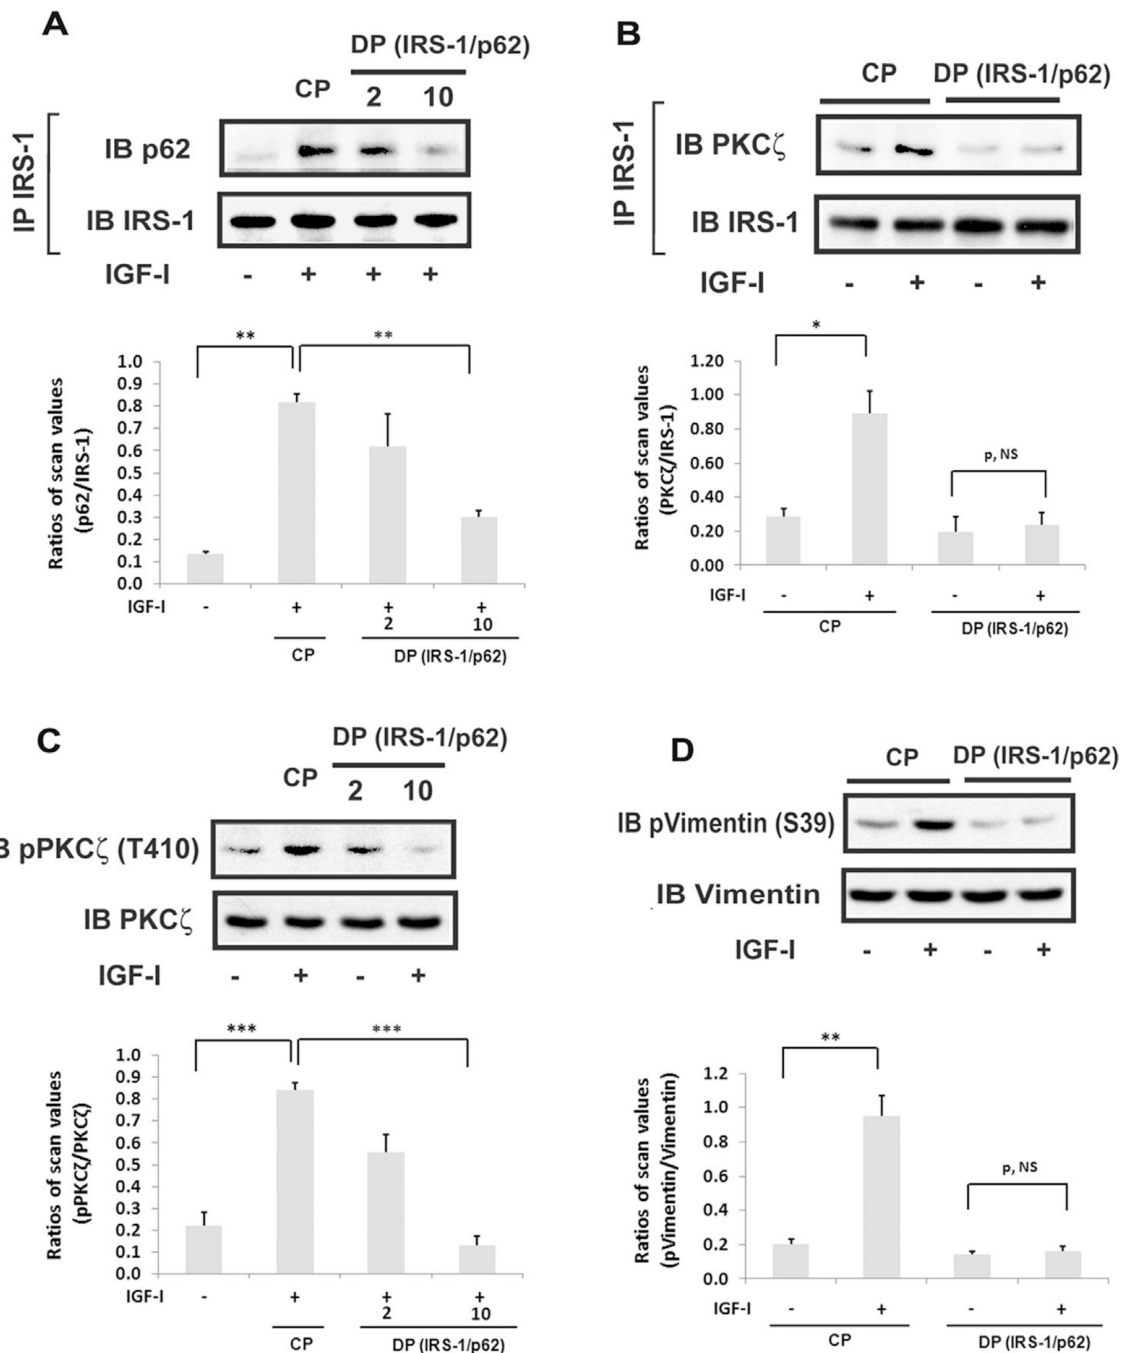 A
DP (IRS-1/p62)
CP 2 10
IP IRS-1
IB p62
IB IRS-1
IGF-I - + + +
** **
Ratios of scan values
(p62/IRS-1)
1.0
0.9
0.8
0.7
0.6
0.5
0.4
0.3
0.2
0.1
0.0
IGF-I - + + +
2 10
CP DP (IRS-1/p62)
B
CP DP (IRS-1/p62)
IP IRS-1
IB PKCζ
IB IRS-1
IGF-I - + - +
*
p, NS
Ratios of scan values
(PKCζ/IRS-1)
1.20
1.00
0.80
0.60
0.40
0.20
0.00
IGF-I - + - +
CP DP (IRS-1/p62)
C
DP (IRS-1/p62)
CP 2 10
B pPKCζ (T410)
IB PKCζ
IGF-I - + - +
*** ***
Ratios of scan values
(pPKCζ/PKCζ)
1.0
0.9
0.8
0.7
0.6
0.5
0.4
0.3
0.2
0.1
0.0
IGF-I - + + +
2 10
CP DP (IRS-1/p62)
D
CP DP (IRS-1/p62)
IB pVimentin (S39)
IB Vimentin
IGF-I - + - +
**
p, NS
Ratios of scan values
(pVimentin/Vimentin)
1.2
1.0
0.8
0.6
0.4
0.2
0.0
IGF-I - + - +
CP DP (IRS-1/p62)